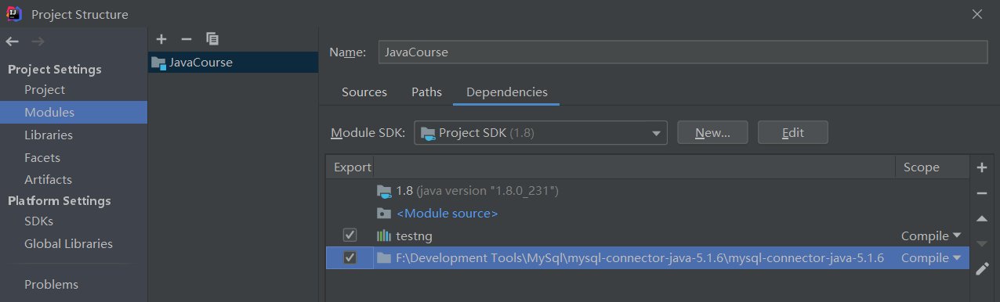 Project Structure
Project Settings
Project
Modules
Libraries
Facets
Artifacts
Platform Settings
SDKs
Global Libraries
Problems
JavaCourse
Name: JavaCourse
Sources Paths Dependencies
Module SDK: Project SDK (1.8) New... Edit
Export Scope
1.8 (java version "1.8.0_231")
<Module source>
testng Compile
F:\Development Tools\MySql\mysql-connector-java-5.1.6\mysql-connector-java-5.1.6 Compile